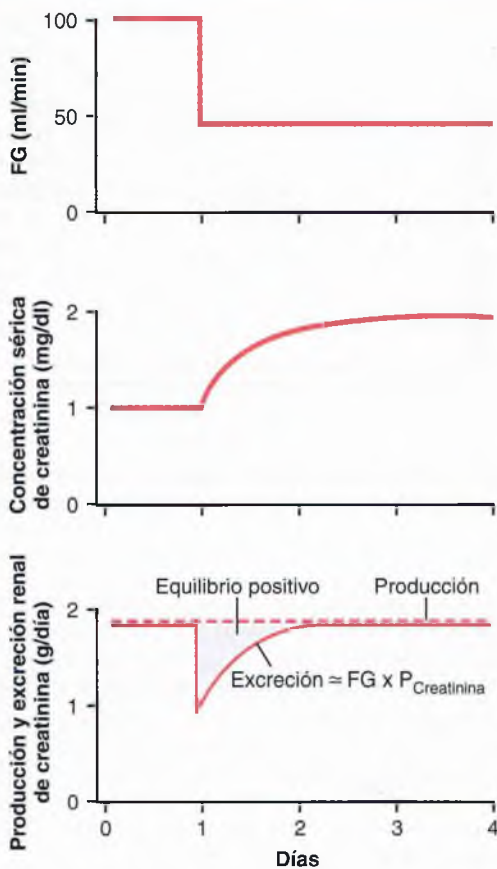 FG (ml/min)
100
50
0
Concentración sérica
de creatinina (mg/dl)
2
1
0
Producción y excreción renal
de creatinina (g/día)
Equilibrio positivo
Producción
2
Excreción ≃ FG x PCreatinina
1
0
0 1 2 3 4
Días